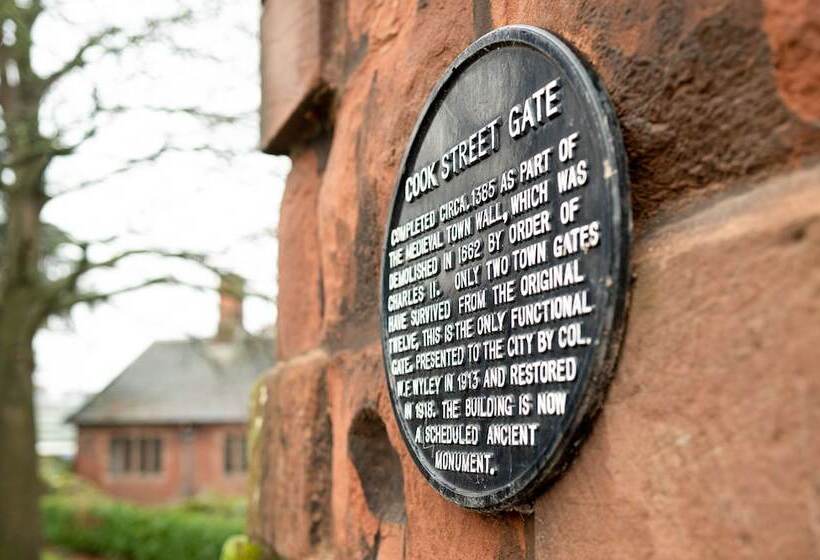 COOK STREET GATE
COMPLETED CIRCA. 1385 AS PART OF
THE MEDIEVAL TOWN WALL, WHICH WAS
DEMOLISHED IN 1662 BY ORDER OF
CHARLES II. ONLY TWO TOWN GATES
HAVE SURVIVED FROM THE ORIGINAL
TWELVE, THIS IS THE ONLY FUNCTIONAL
GATE. PRESENTED TO THE CITY BY COL.
W.F. WYLEY IN 1913 AND RESTORED
IN 1918. THE BUILDING IS NOW
A SCHEDULED ANCIENT
MONUMENT.